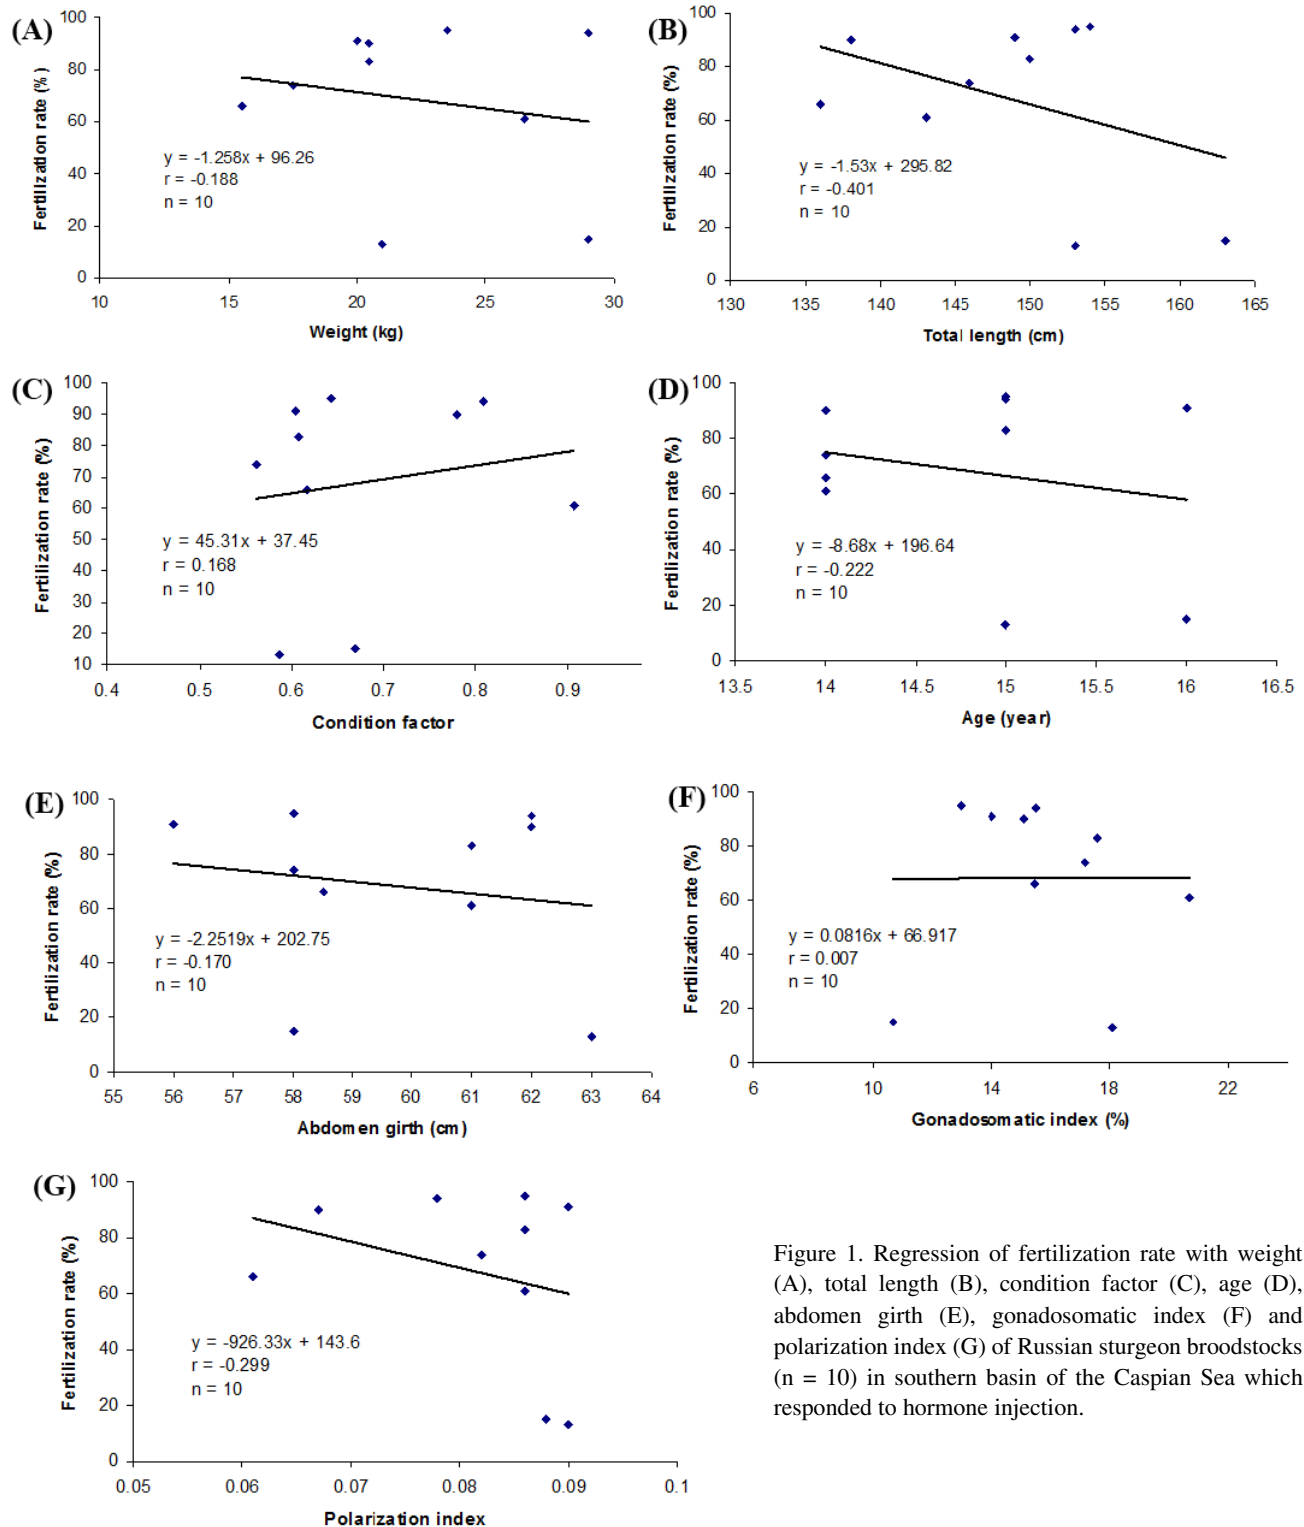 (A)
100
80
60
40
20
0
Fertilization rate (%)
y = -1.258x + 96.26
r = -0.188
n = 10
10 15 20 25 30
Weight (kg)
(B)
100
80
60
40
20
0
Fertilization rate (%)
y = -1.53x + 295.82
r = -0.401
n = 10
130 135 140 145 150 155 160 165
Total length (cm)
(C)
100
90
80
70
60
50
40
30
20
10
Fertilization rate (%)
y = 45.31x + 37.45
r = 0.168
n = 10
0.4 0.5 0.6 0.7 0.8 0.9
Condition factor
(D)
100
80
60
40
20
0
Fertilization rate (%)
y = -8.68x + 196.64
r = -0.222
n = 10
13.5 14 14.5 15 15.5 16 16.5
Age (year)
(E)
100
80
60
40
20
0
Fertilization rate (%)
y = -2.2519x + 202.75
r = -0.170
n = 10
55 56 57 58 59 60 61 62 63 64
Abdomen girth (cm)
(F)
100
80
60
40
20
0
Fertilization rate (%)
y = 0.0816x + 66.917
r = 0.007
n = 10
6 10 14 18 22
Gonadosomatic index (%)
(G)
100
80
60
40
20
0
Fertilization rate (%)
y = -926.33x + 143.6
r = -0.299
n = 10
0.05 0.06 0.07 0.08 0.09 0.1
Polarization index
Figure 1. Regression of fertilization rate with weight
(A), total length (B), condition factor (C), age (D),
abdomen girth (E), gonadosomatic index (F) and
polarization index (G) of Russian sturgeon broodstocks
(n = 10) in southern basin of the Caspian Sea which
responded to hormone injection.